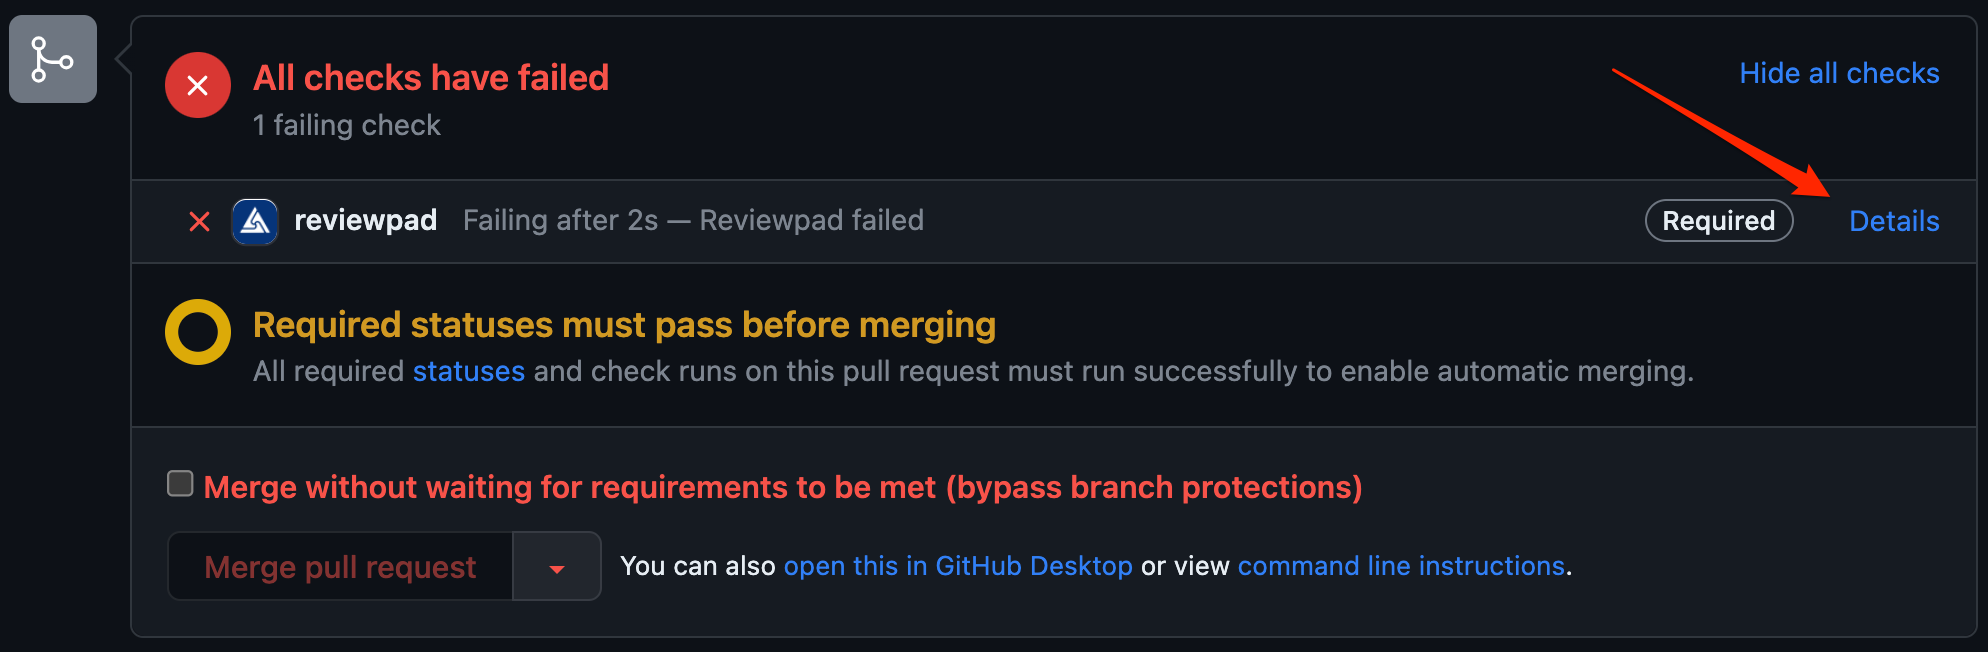 All checks have failed
Hide all checks
1 failing check
reviewpad Failing after 2s — Reviewpad failed Required Details
Required statuses must pass before merging
All required statuses and check runs on this pull request must run successfully to enable automatic merging.
Merge without waiting for requirements to be met (bypass branch protections)
Merge pull request You can also open this in GitHub Desktop or view command line instructions.